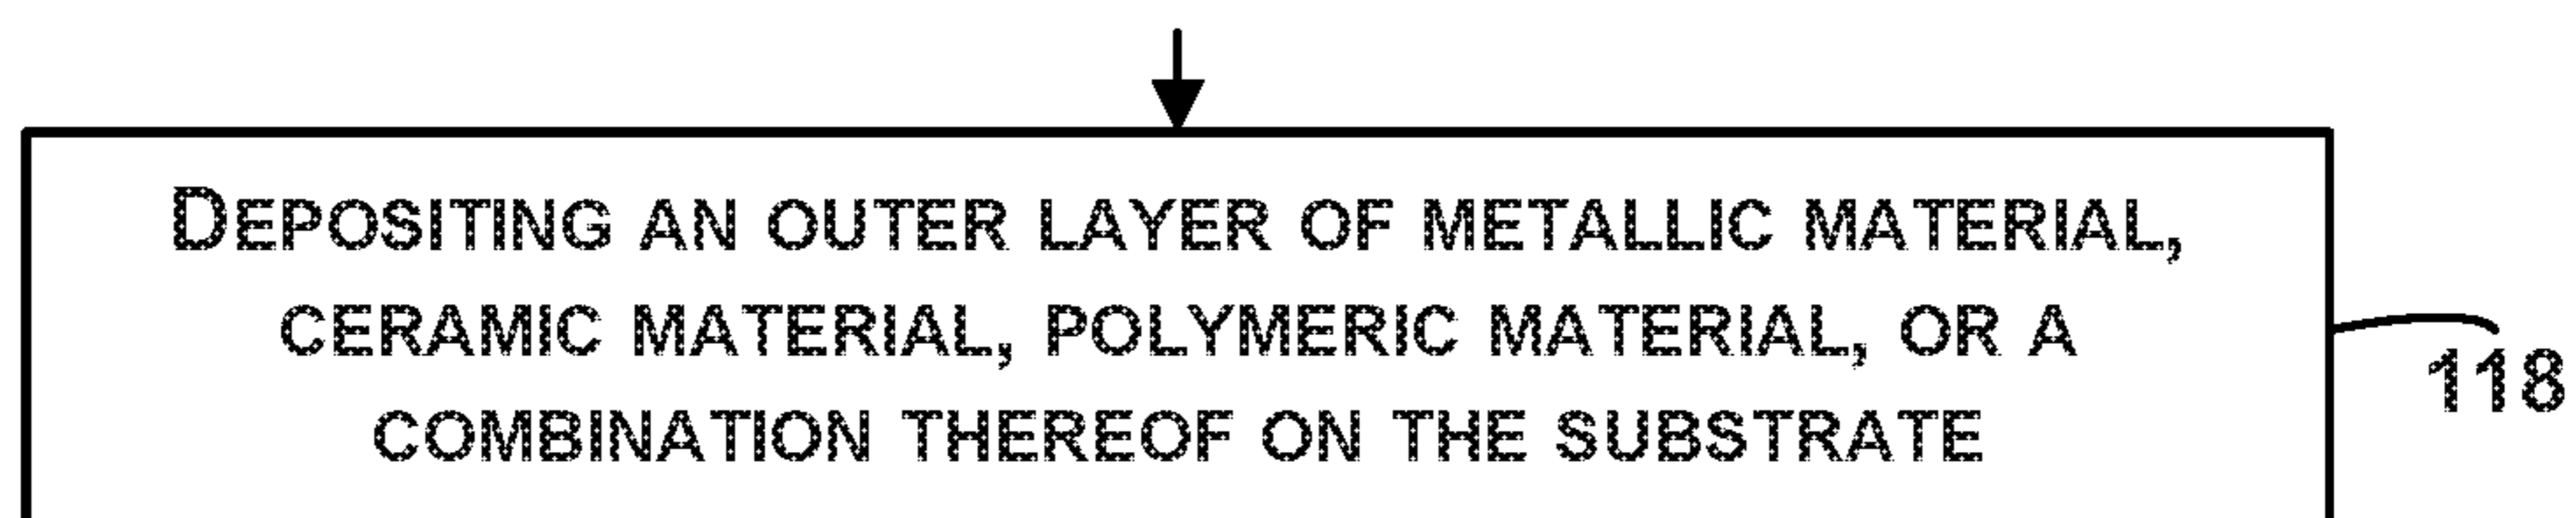 DEPOSITING AN OUTER LAYER OF METALLIC MATERIAL,
CERAMIC MATERIAL, POLYMERIC MATERIAL, OR A
COMBINATION THEREOF ON THE SUBSTRATE
118